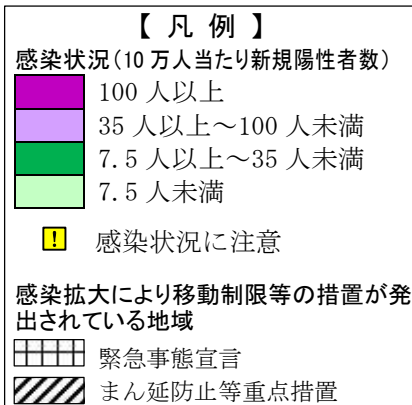 【 凡 例 】
感染状況（10 万人当たり新規陽性者数）
100 人以上
35 人以上～100 人未満
7.5 人以上～35 人未満
7.5 人未満
! 感染状況に注意
感染拡大により移動制限等の措置が発
出されている地域
緊急事態宣言
まん延防止等重点措置